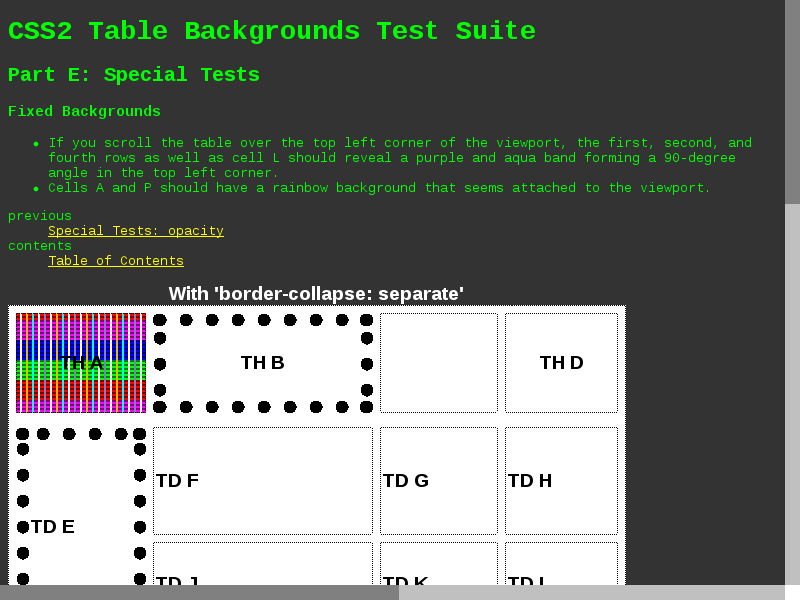 CSS2 Table Backgrounds Test Suite
Part E: Special Tests
Fixed Backgrounds
If you scroll the table over the top left corner of the viewport, the first, second, and
fourth rows as well as cell L should reveal a purple and aqua band forming a 90-degree
angle in the top left corner.
Cells A and P should have a rainbow background that seems attached to the viewport.
previous
Special Tests: opacity
contents
Table of Contents
With 'border-collapse: separate'
TH A TH B TH D
TD F TD G TD H
TD E
TD J TD K TD L